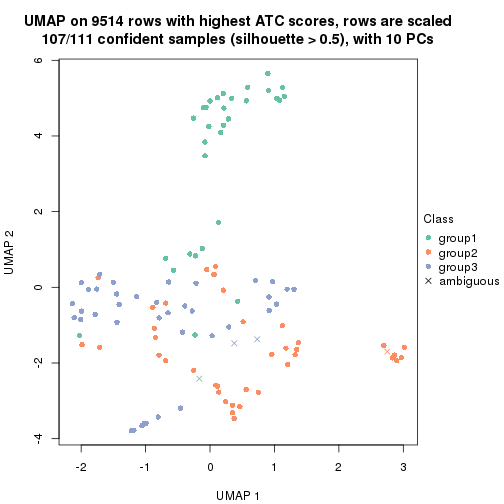 UMAP on 9514 rows with highest ATC scores, rows are scaled
107/111 confident samples (silhouette > 0.5), with 10 PCs
6
4
2
0
-2
-4
UMAP 2
-2
-1
0
1
2
3
UMAP 1
Class
group1
group2
group3
ambiguous